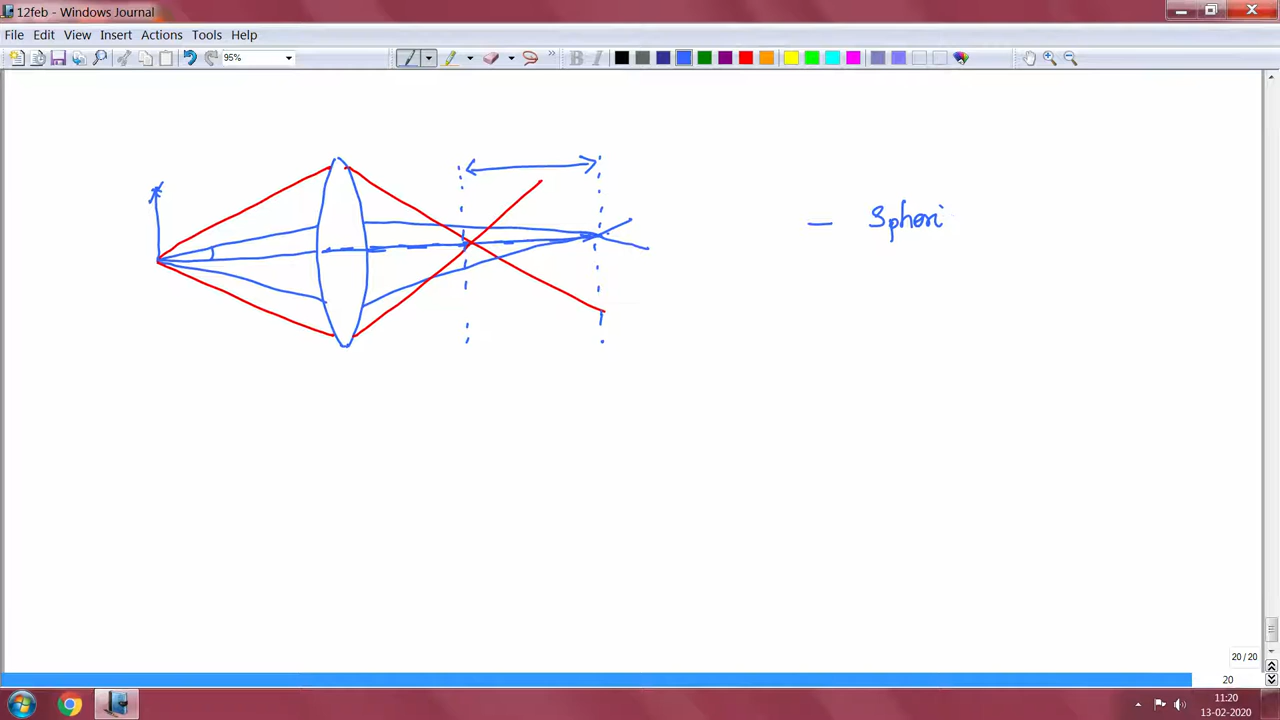 12feb - Windows Journal
File Edit View Insert Actions Tools Help
95% » B I
— Spheri
20 / 20
20
11:20
13-02-2020